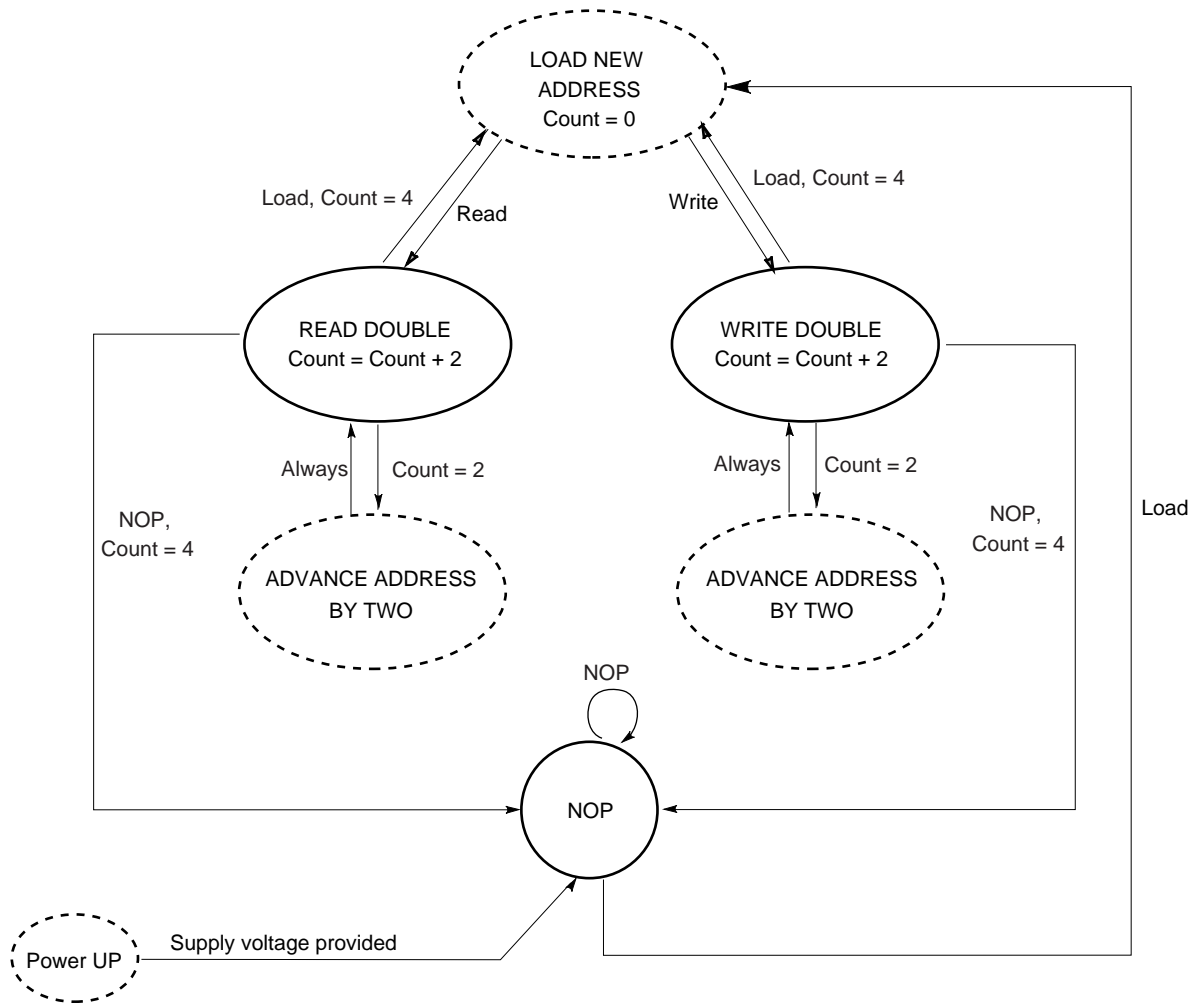 LOAD NEW
ADDRESS
Count = 0
Load, Count = 4
Read
Write
Load, Count = 4
READ DOUBLE
Count = Count + 2
WRITE DOUBLE
Count = Count + 2
Always
Count = 2
Always
Count = 2
NOP,
Count = 4
NOP,
Count = 4
Load
ADVANCE ADDRESS
BY TWO
ADVANCE ADDRESS
BY TWO
NOP
NOP
Supply voltage provided
Power UP